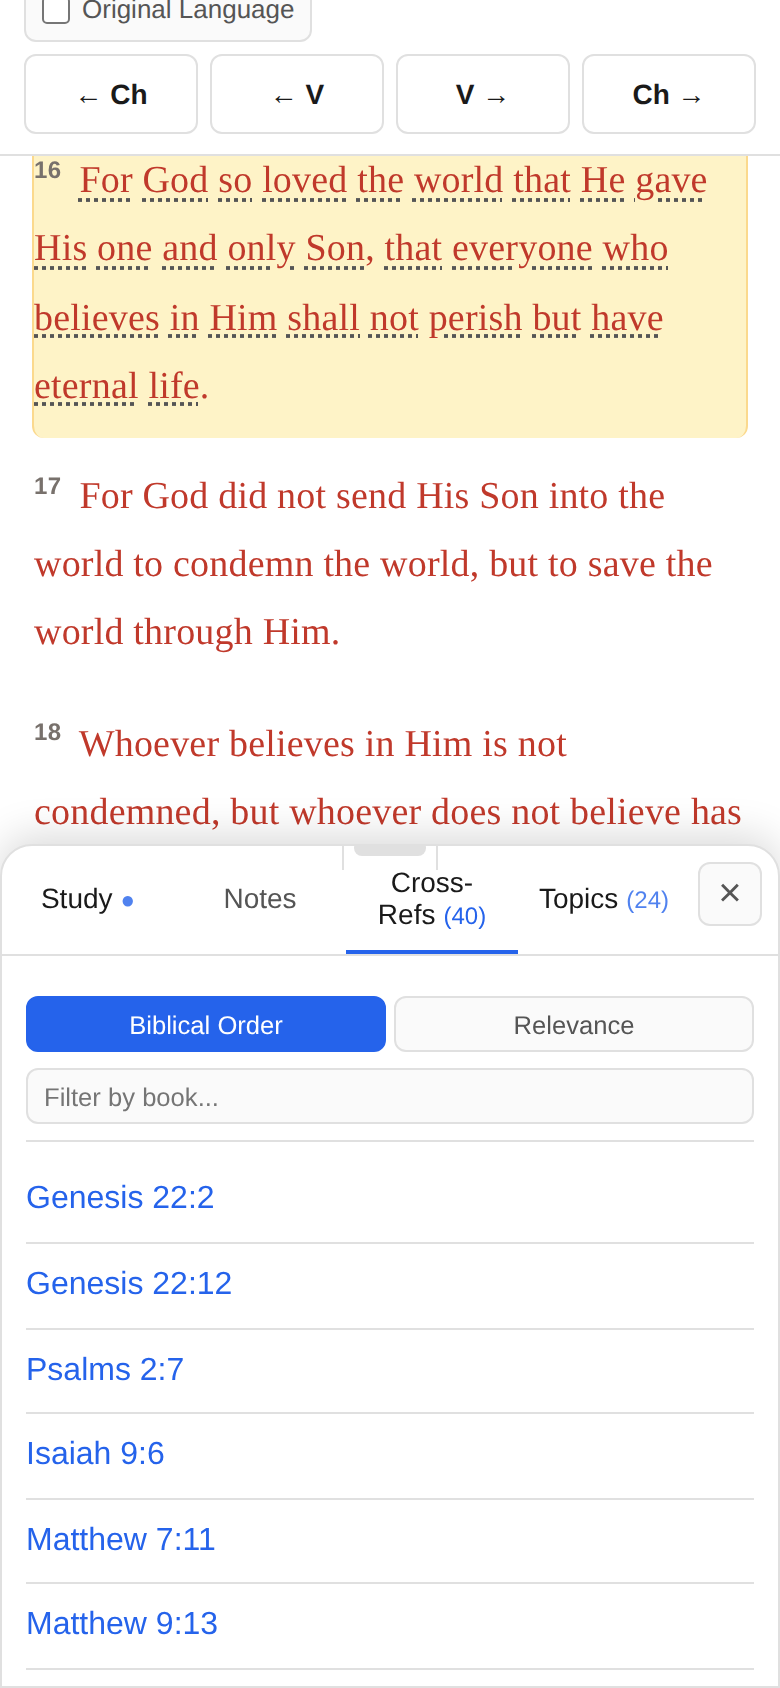 Original Language
← Ch
← V
V →
Ch →
16 For God so loved the world that He gave
His one and only Son, that everyone who
believes in Him shall not perish but have
eternal life.
17 For God did not send His Son into the
world to condemn the world, but to save the
world through Him.
18 Whoever believes in Him is not
condemned, but whoever does not believe has
Study
Notes
Cross-
Refs (40)
Topics (24)
✕
Biblical Order
Relevance
Filter by book...
Genesis 22:2
Genesis 22:12
Psalms 2:7
Isaiah 9:6
Matthew 7:11
Matthew 9:13